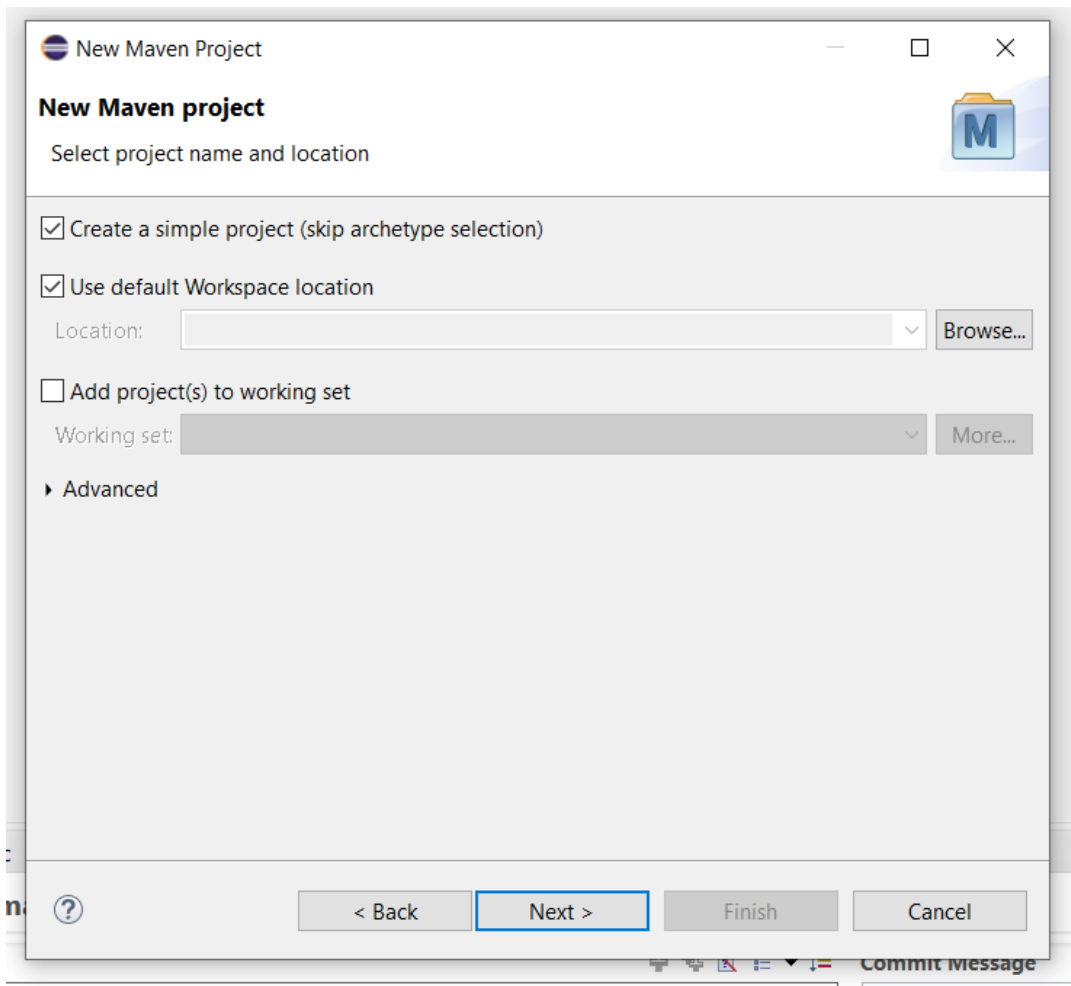 New Maven Project
New Maven project
M
Select project name and location
Create a simple project (skip archetype selection)
Use default Workspace location
Location:
Browse...
Add project(s) to working set
Working set:
More...
Advanced
?
< Back
Next >
Finish
Cancel
Commit Message